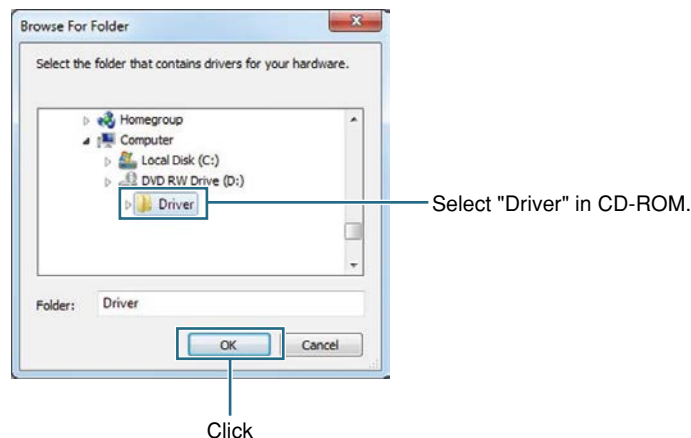 Browse For Folder
Select the folder that contains drivers for your hardware.
Homegroup
Computer
Local Disk (C:)
DVD RW Drive (D:)
Driver
Select "Driver" in CD-ROM.
Folder: Driver
OK Cancel
Click